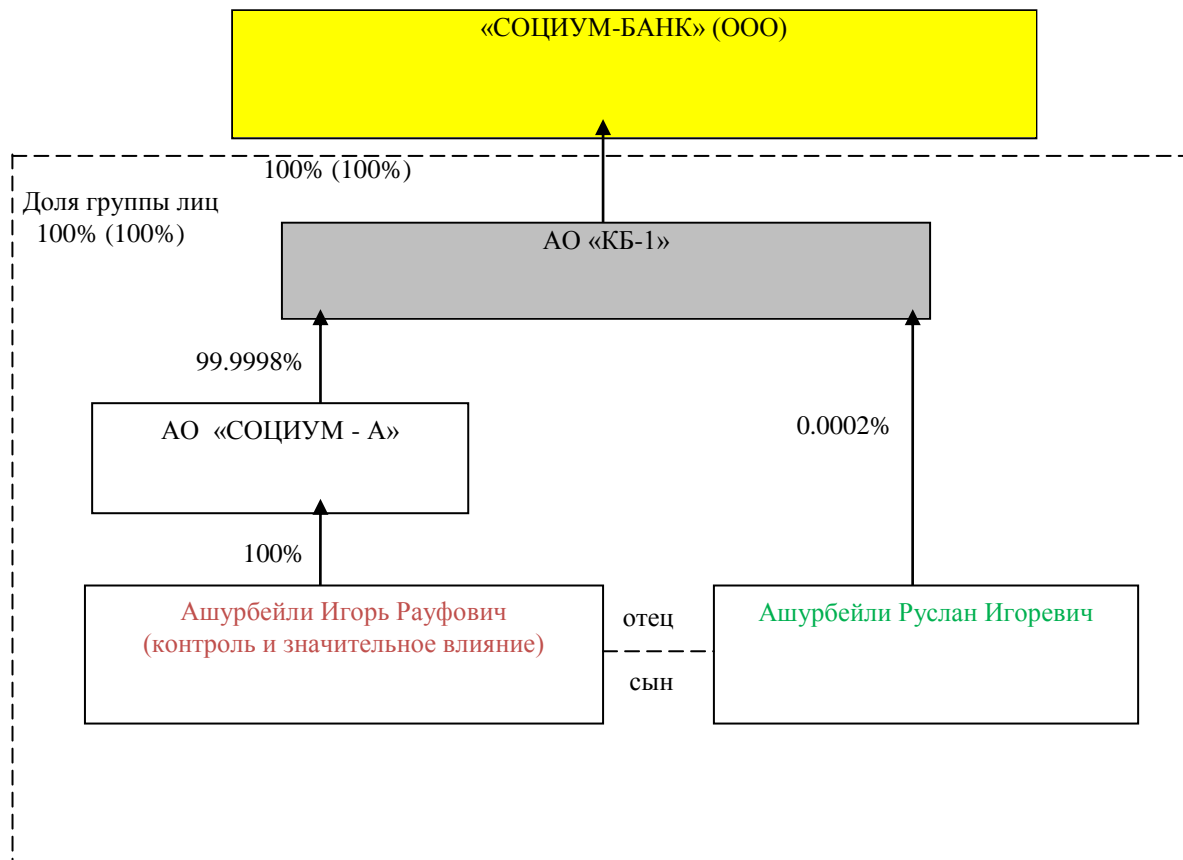 «СОЦИУМ-БАНК» (ООО)
100% (100%)
Доля группы лиц
100% (100%)
АО «КБ-1»
99.9998%
0.0002%
АО «СОЦИУМ - А»
100%
Ашурбейли Игорь Рауфович
(контроль и значительное влияние)
отец
сын
Ашурбейли Руслан Игоревич